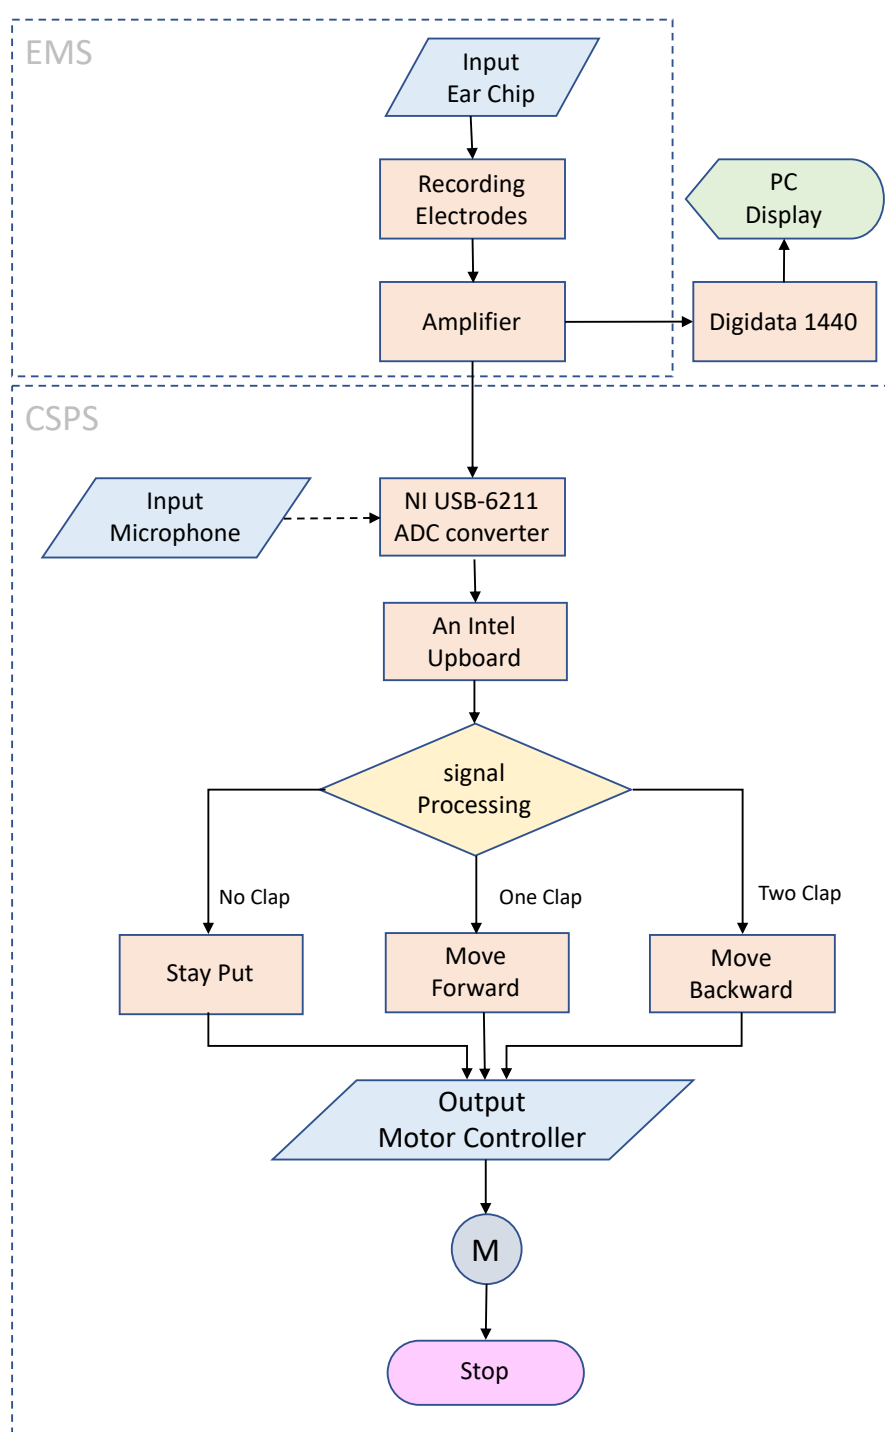 EMS
Input
Ear Chip
Recording
Electrodes
PC
Display
Amplifier
Digidata 1440
CSPS
Input
Microphone
NI USB-6211
ADC converter
An Intel
Upboard
signal
Processing
No Clap
One Clap
Two Clap
Stay Put
Move
Forward
Move
Backward
Output
Motor Controller
M
Stop